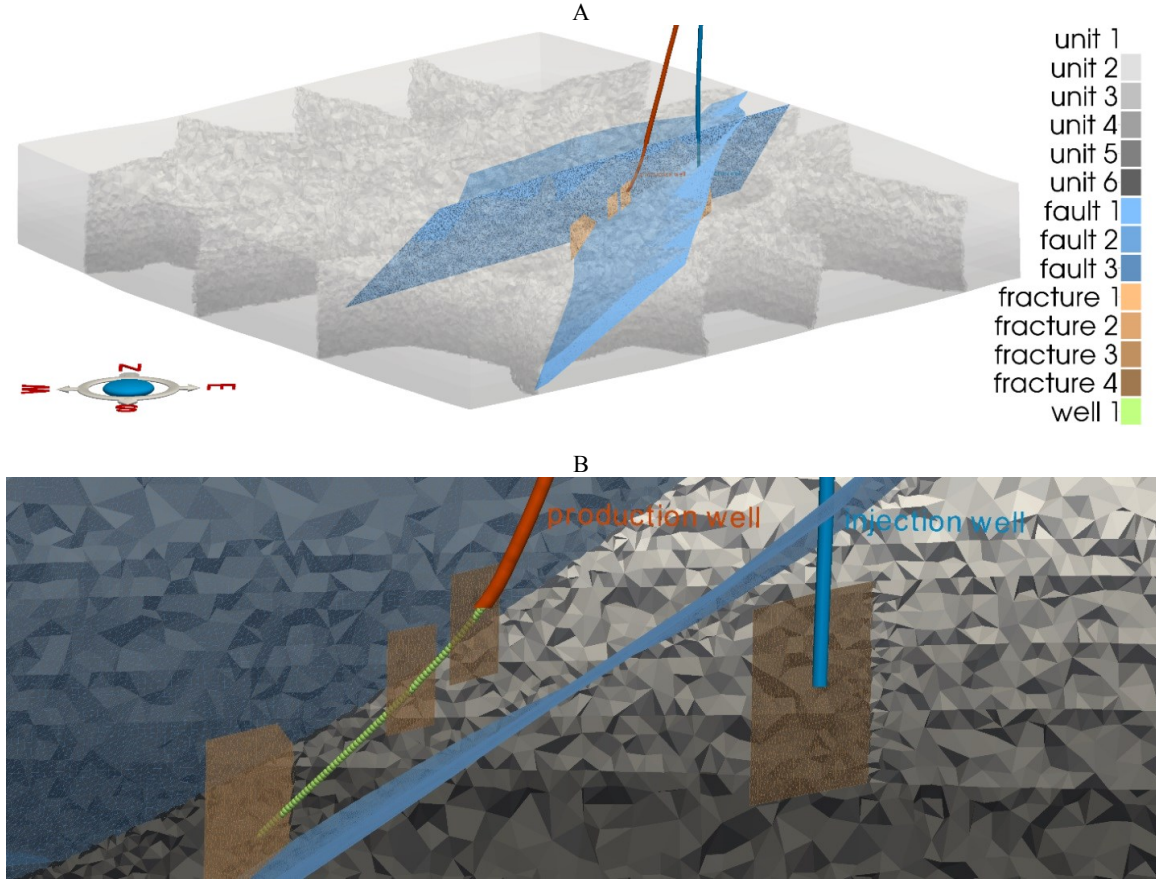 A
unit 1
unit 2
unit 3
unit 4
unit 5
unit 6
fault 1
fault 2
fault 3
fracture 1
fracture 2
fracture 3
fracture 4
well 1
E
B
production well
injection well